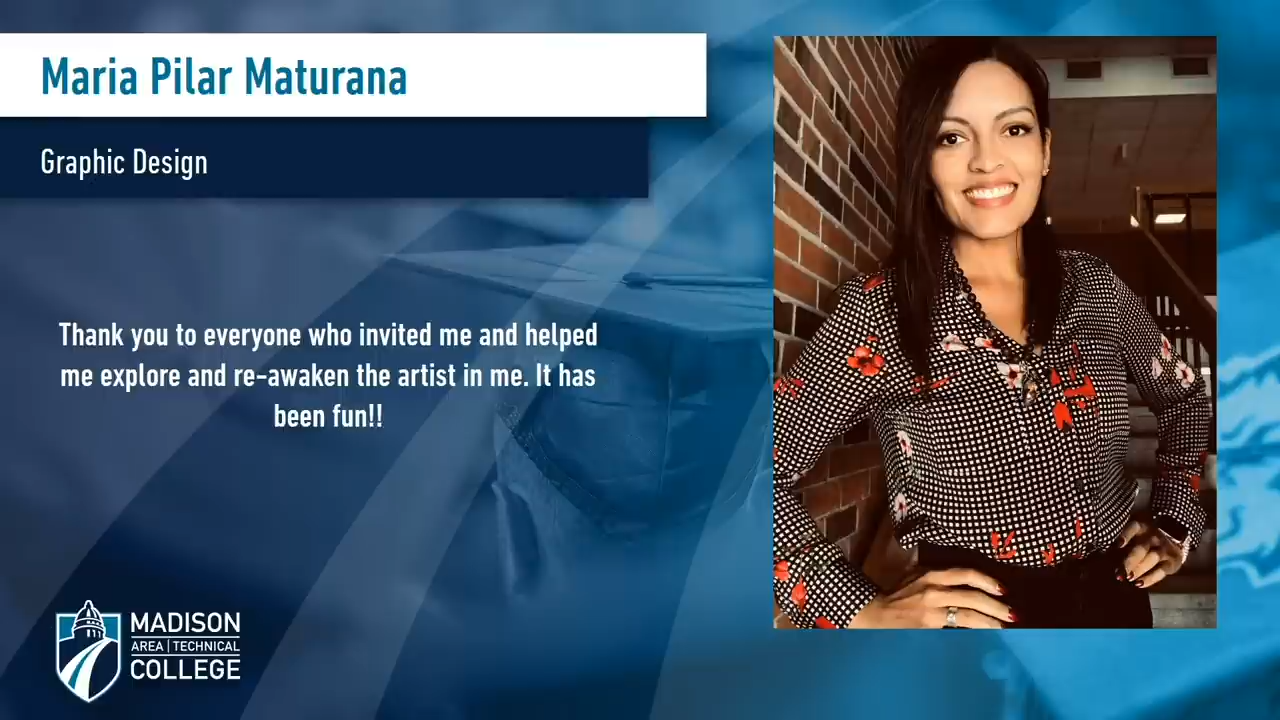 Maria Pilar Maturana
Graphic Design
Thank you to everyone who invited me and helped
me explore and re-awaken the artist in me. It has
been fun!!
MADISON
AREA | TECHNICAL
COLLEGE